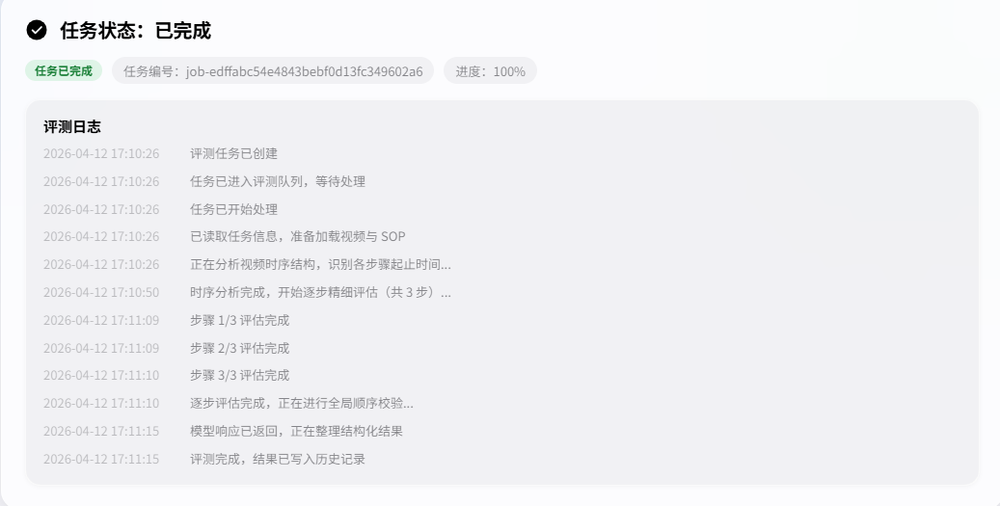 任务状态：已完成
任务已完成 任务编号：job-edffabc54e4843bebf0d13fc349602a6 进度：100%
评测日志
2026-04-12 17:10:26 评测任务已创建
2026-04-12 17:10:26 任务已进入评测队列，等待处理
2026-04-12 17:10:26 任务已开始处理
2026-04-12 17:10:26 已读取任务信息，准备加载视频与 SOP
2026-04-12 17:10:26 正在分析视频时序结构，识别各步骤起止时间...
2026-04-12 17:10:50 时序分析完成，开始逐步精细评估（共 3 步）...
2026-04-12 17:11:09 步骤 1/3 评估完成
2026-04-12 17:11:09 步骤 2/3 评估完成
2026-04-12 17:11:10 步骤 3/3 评估完成
2026-04-12 17:11:10 逐步评估完成，正在进行全局顺序校验...
2026-04-12 17:11:15 模型响应已返回，正在整理结构化结果
2026-04-12 17:11:15 评测完成，结果已写入历史记录